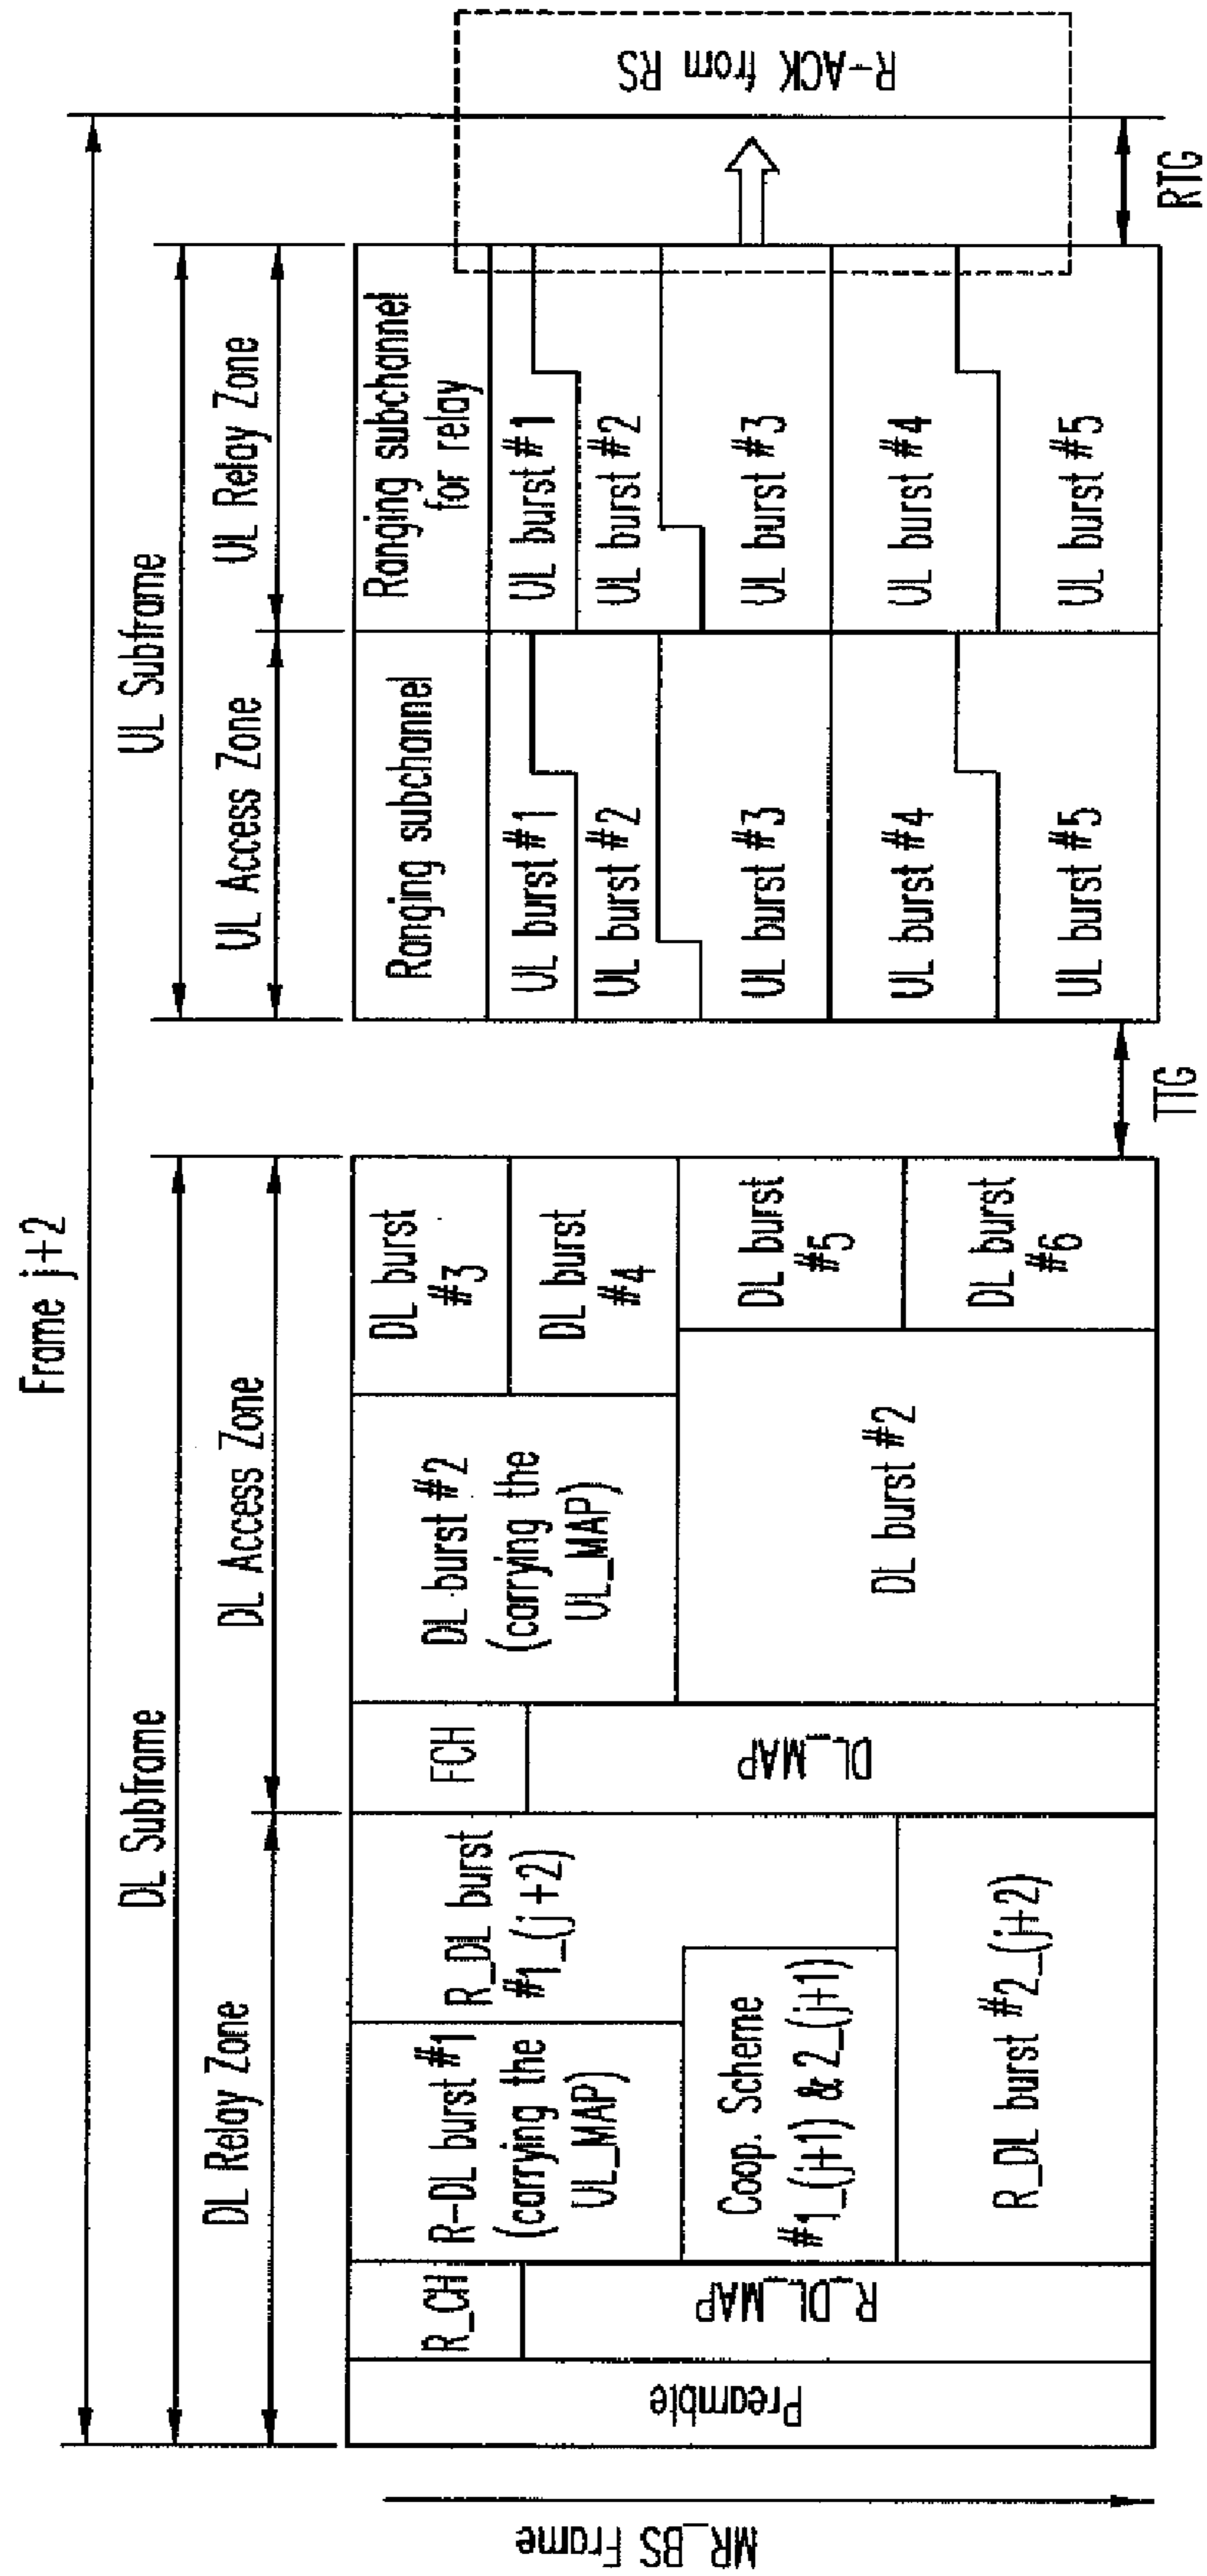 Frame j+2
DL Subframe
UL Subframe
DL Relay Zone
DL Access Zone
UL Access Zone
UL Relay Zone
MR_BS Frame
Preamble
R_CH
R_DL_MAP
R-DL burst #1
(carrying the
UL_MAP)
R_DL burst
#1_(j+2)
Coop. Scheme
#1_(j+1) & 2_(j+1)
R_DL burst #2_(j+2)
FCH
DL_MAP
DL burst #2
(carrying the
UL_MAP)
DL burst
#3
DL burst
#4
DL burst #2
DL burst
#5
DL burst
#6
TTG
Ranging subchannel
UL burst #1
UL burst #2
UL burst #3
UL burst #4
UL burst #5
Ranging subchannel
for relay
UL burst #1
UL burst #2
UL burst #3
UL burst #4
UL burst #5
R-ACK from RS
RTG